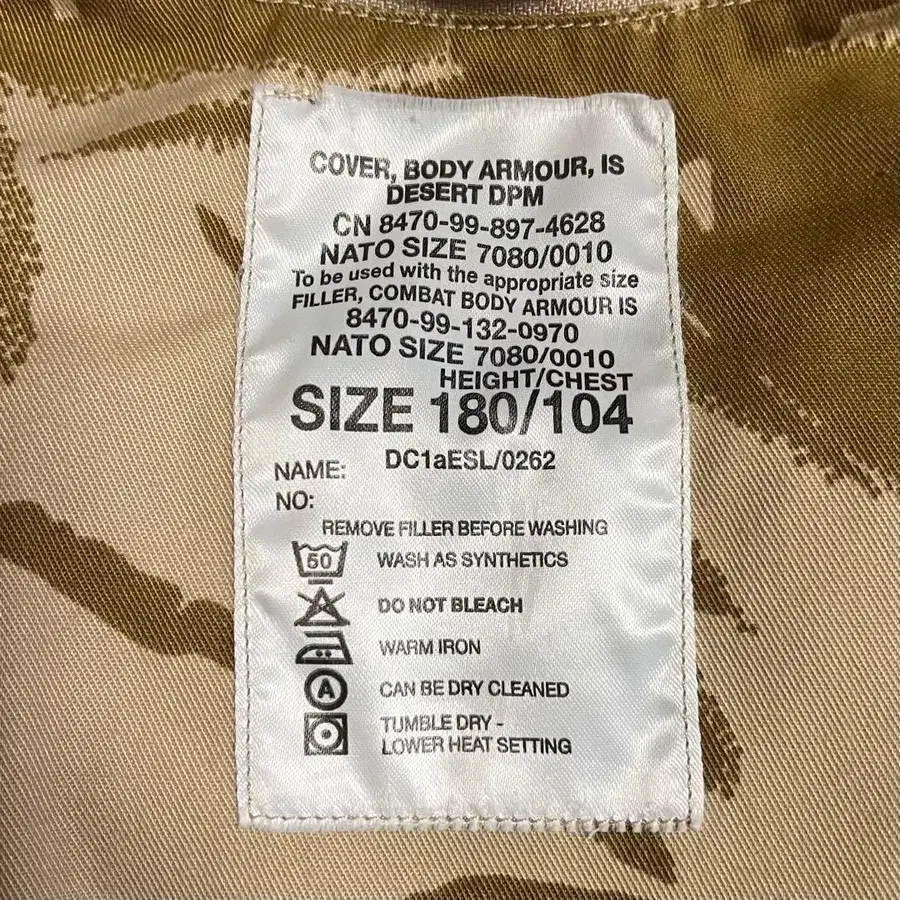 COVER, BODY ARMOUR, IS
DESERT DPM
CN 8470-99-897-4628
NATO SIZE 7080/0010
To be used with the appropriate size
FILLER, COMBAT BODY ARMOUR IS
8470-99-132-0970
NATO SIZE 7080/0010
HEIGHT/CHEST
SIZE 180/104
DC1aESL/0262
NAME:
NO:
REMOVE FILLER BEFORE WASHING
50 WASH AS SYNTHETICS
DO NOT BLEACH
WARM IRON
A CAN BE DRY CLEANED
TUMBLE DRY -
LOWER HEAT SETTING